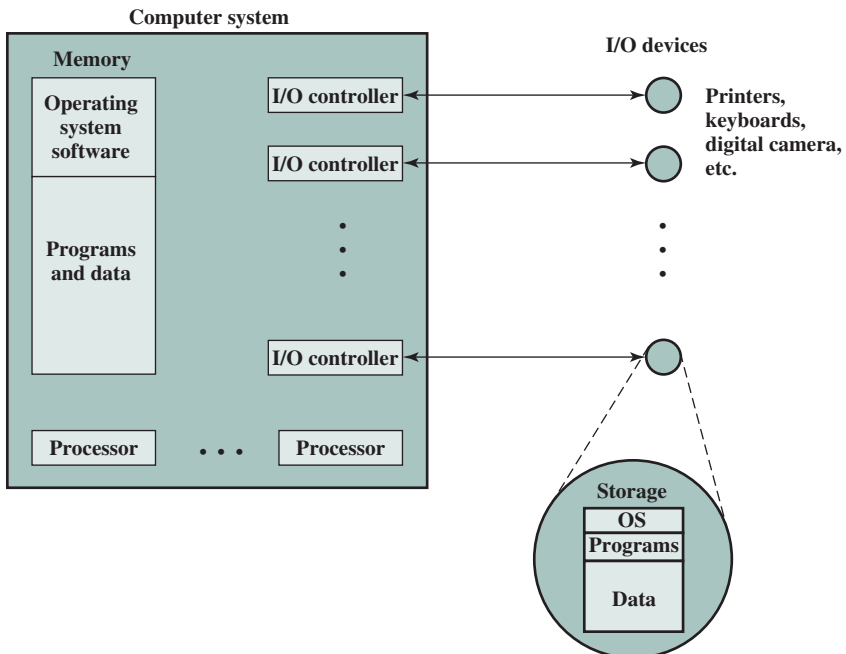 Computer system
Memory
Operating
system
software
Programs
and data
I/O controller
I/O controller
I/O controller
Processor
Processor
I/O devices
Printers,
keyboards,
digital camera,
etc.
Storage
OS
Programs
Data